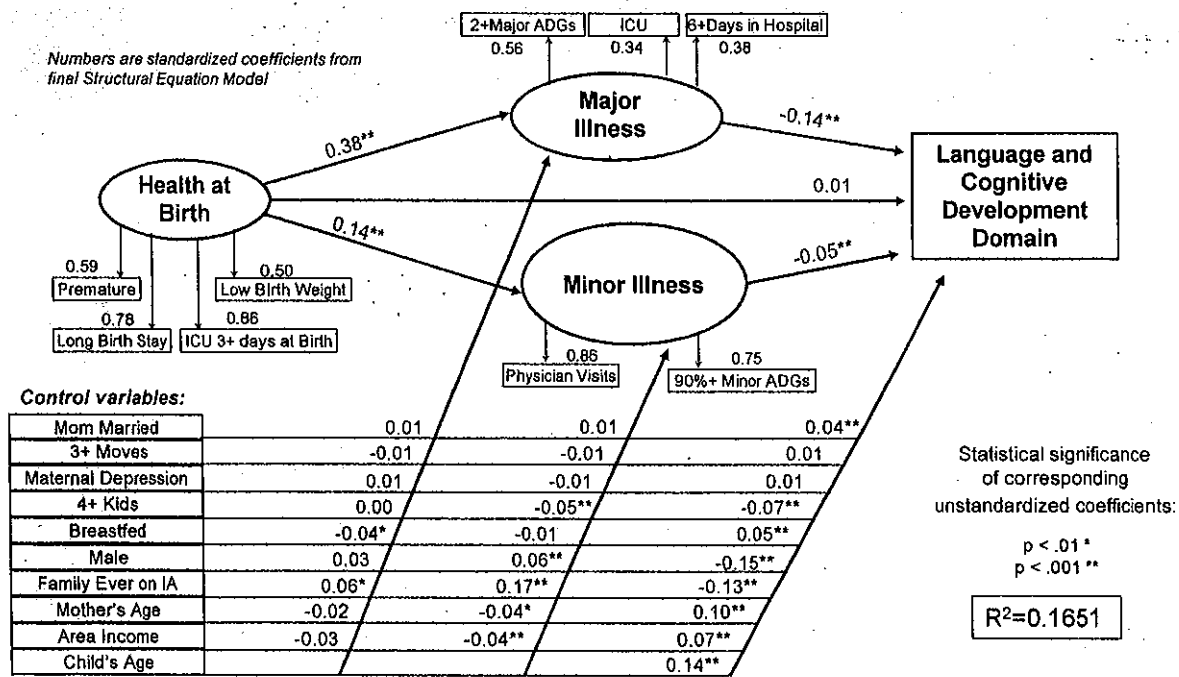 2+Major ADGs ICU 6+Days in Hospital
0.56 0.34 0.38
Numbers are standardized coefficients from
final Structural Equation Model
Major
Illness
0.38**
-0.14**
Language and
Cognitive
Development
Domain
Health at
Birth
0.01
0.14**
-0.05**
Minor Illness
0.59
Premature
0.50
Low Birth Weight
0.78
Long Birth Stay
0.86
ICU 3+ days at Birth
0.86
Physician Visits
0.75
90%+ Minor ADGs
Control variables:
Mom Married 0.01 0.01 0.04**
3+ Moves -0.01 -0.01 0.01
Maternal Depression 0.01 -0.01 0.01
4+ Kids 0.00 -0.05** -0.07**
Breastfed -0.04* -0.01 0.05**
Male 0.03 0.06** -0.15**
Family Ever on IA 0.06* 0.17** -0.13**
Mother's Age -0.02 -0.04* 0.10**
Area Income -0.03 -0.04** 0.07**
Child's Age 0.14**
Statistical significance
of corresponding
unstandardized coefficients:
p < .01 *
p < .001 **
R²=0.1651